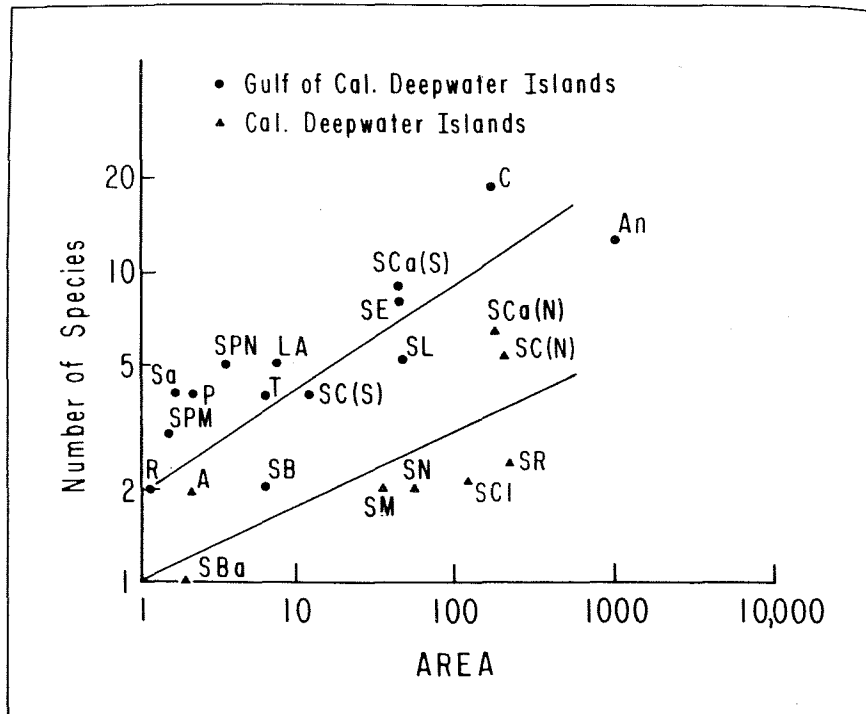 • Gulf of Cal. Deepwater Islands
▲ Cal. Deepwater Islands
Number of Species
20
10
5
2
1
C
An
SCa(S)
SE
SCa(N)
SPN
LA
SL
SC(N)
Sa
P
T
SC(S)
SPM
R
A
SB
SN
SR
SM
SCI
SBa
1
10
100
1000
10,000
AREA